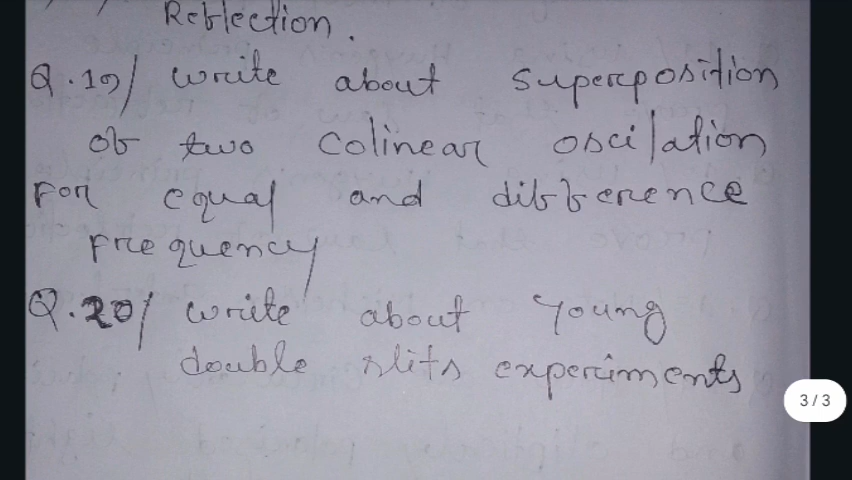 Reflection.
Q.19/ write about superposition
of two colinear oscilation
For equal and difference
frequency
Q.20/ write about Young
double slits experiments
3 / 3